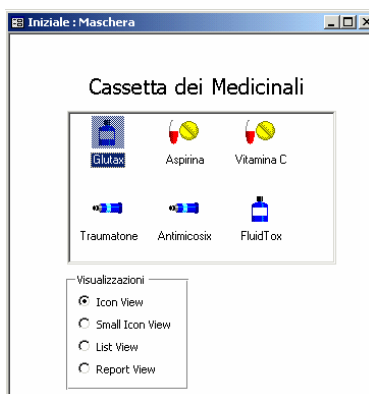 Iniziale : Maschera
Cassetta dei Medicinali
Glutax Aspirina Vitamina C
Traumatone Antimicosix FluidTox
Visualizzazioni
Icon View
Small Icon View
List View
Report View